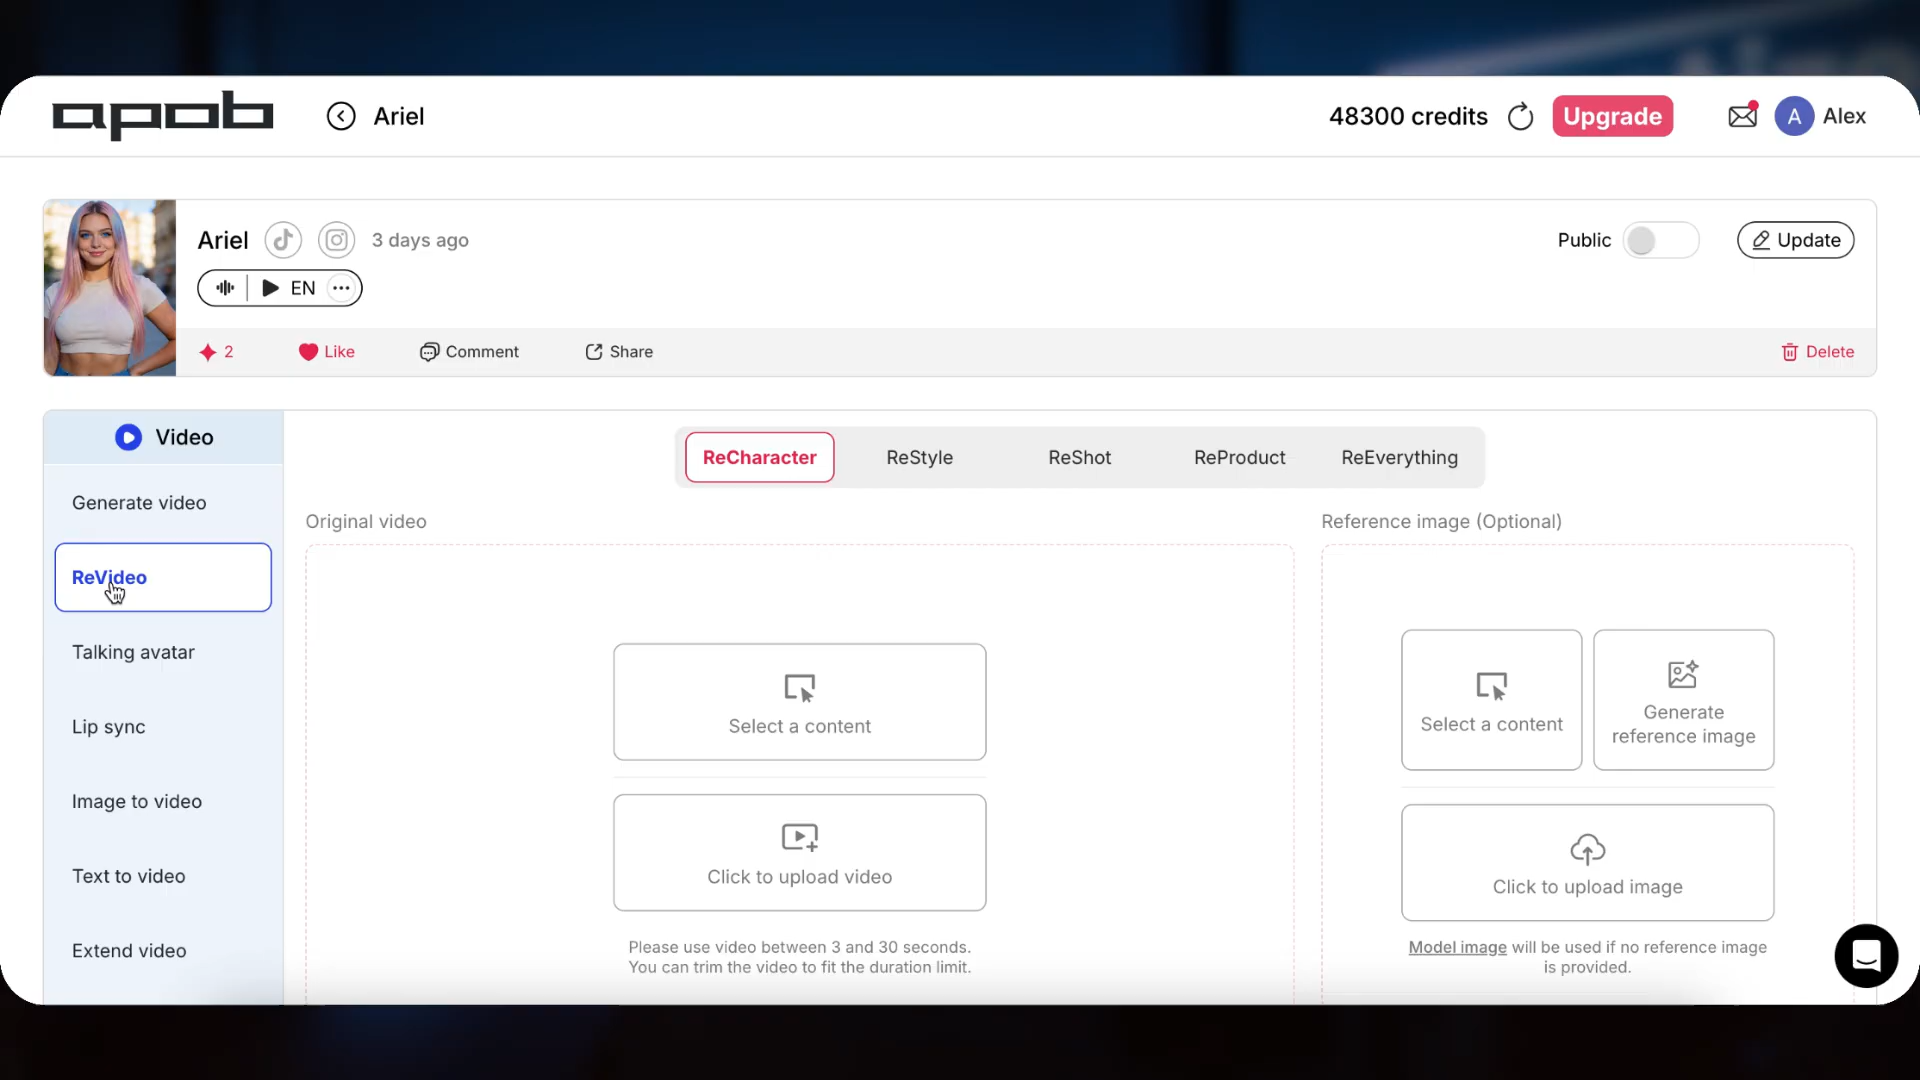 apob
Ariel
48300 credits
Upgrade
A
Alex
Ariel
3 days ago
Public
Update
EN
2
Like
Comment
Share
Delete
Video
Generate video
ReVideo
Talking avatar
Lip sync
Image to video
Text to video
Extend video
ReCharacter
ReStyle
ReShot
ReProduct
ReEverything
Original video
Select a content
Click to upload video
Please use video between 3 and 30 seconds.
You can trim the video to fit the duration limit.
Reference image (Optional)
Select a content
Generate
reference image
Click to upload image
Model image will be used if no reference image
is provided.